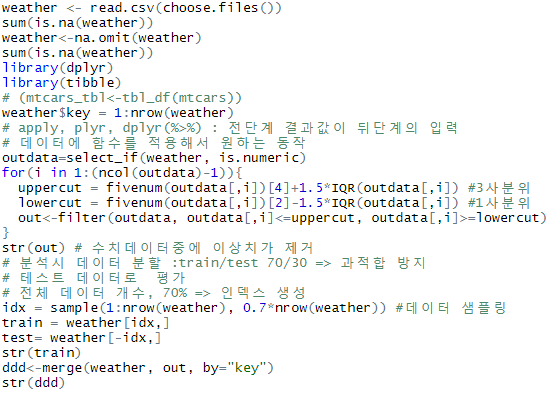 weather <- read.csv(choose.files())
sum(is.na(weather))
weather<-na.omit(weather)
sum(is.na(weather))
library(dplyr)
library(tibble)
# (mtcars_tbl<-tbl_df(mtcars))
weather$key = 1:nrow(weather)
# apply, plyr, dplyr(%>%) : 전단계 결과값이 뒤단계의 입력
# 데이터에 함수를 적용해서 원하는 동작
outdata=select_if(weather, is.numeric)
for(i in 1:(ncol(outdata)-1)){
  uppercut = fivenum(outdata[,i])[4]+1.5*IQR(outdata[,i]) #3사분위
  lowercut = fivenum(outdata[,i])[2]-1.5*IQR(outdata[,i]) #1사분위
  out<-filter(outdata, outdata[,i]<=uppercut, outdata[,i]>=lowercut)
}
str(out) # 수치데이터중에 이상치가 제거
# 분석시 데이터 분할 :train/test 70/30 => 과적합 방지
# 테스트 데이터로 평가
# 전체 데이터 개수, 70% => 인덱스 생성
idx = sample(1:nrow(weather), 0.7*nrow(weather)) #데이터 샘플링
train = weather[idx,]
test= weather[-idx,]
str(train)
ddd<-merge(weather, out, by="key")
str(ddd)